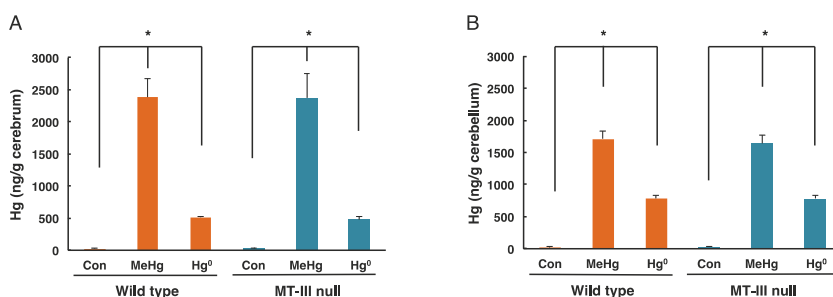 A
*
*
3000
2500
2000
1500
1000
500
0
Hg (ng/g cerebrum)
Con MeHg Hg⁰ Con MeHg Hg⁰
Wild type MT-III null
B
*
*
3000
2500
2000
1500
1000
500
0
Hg (ng/g cerebellum)
Con MeHg Hg⁰ Con MeHg Hg⁰
Wild type MT-III null